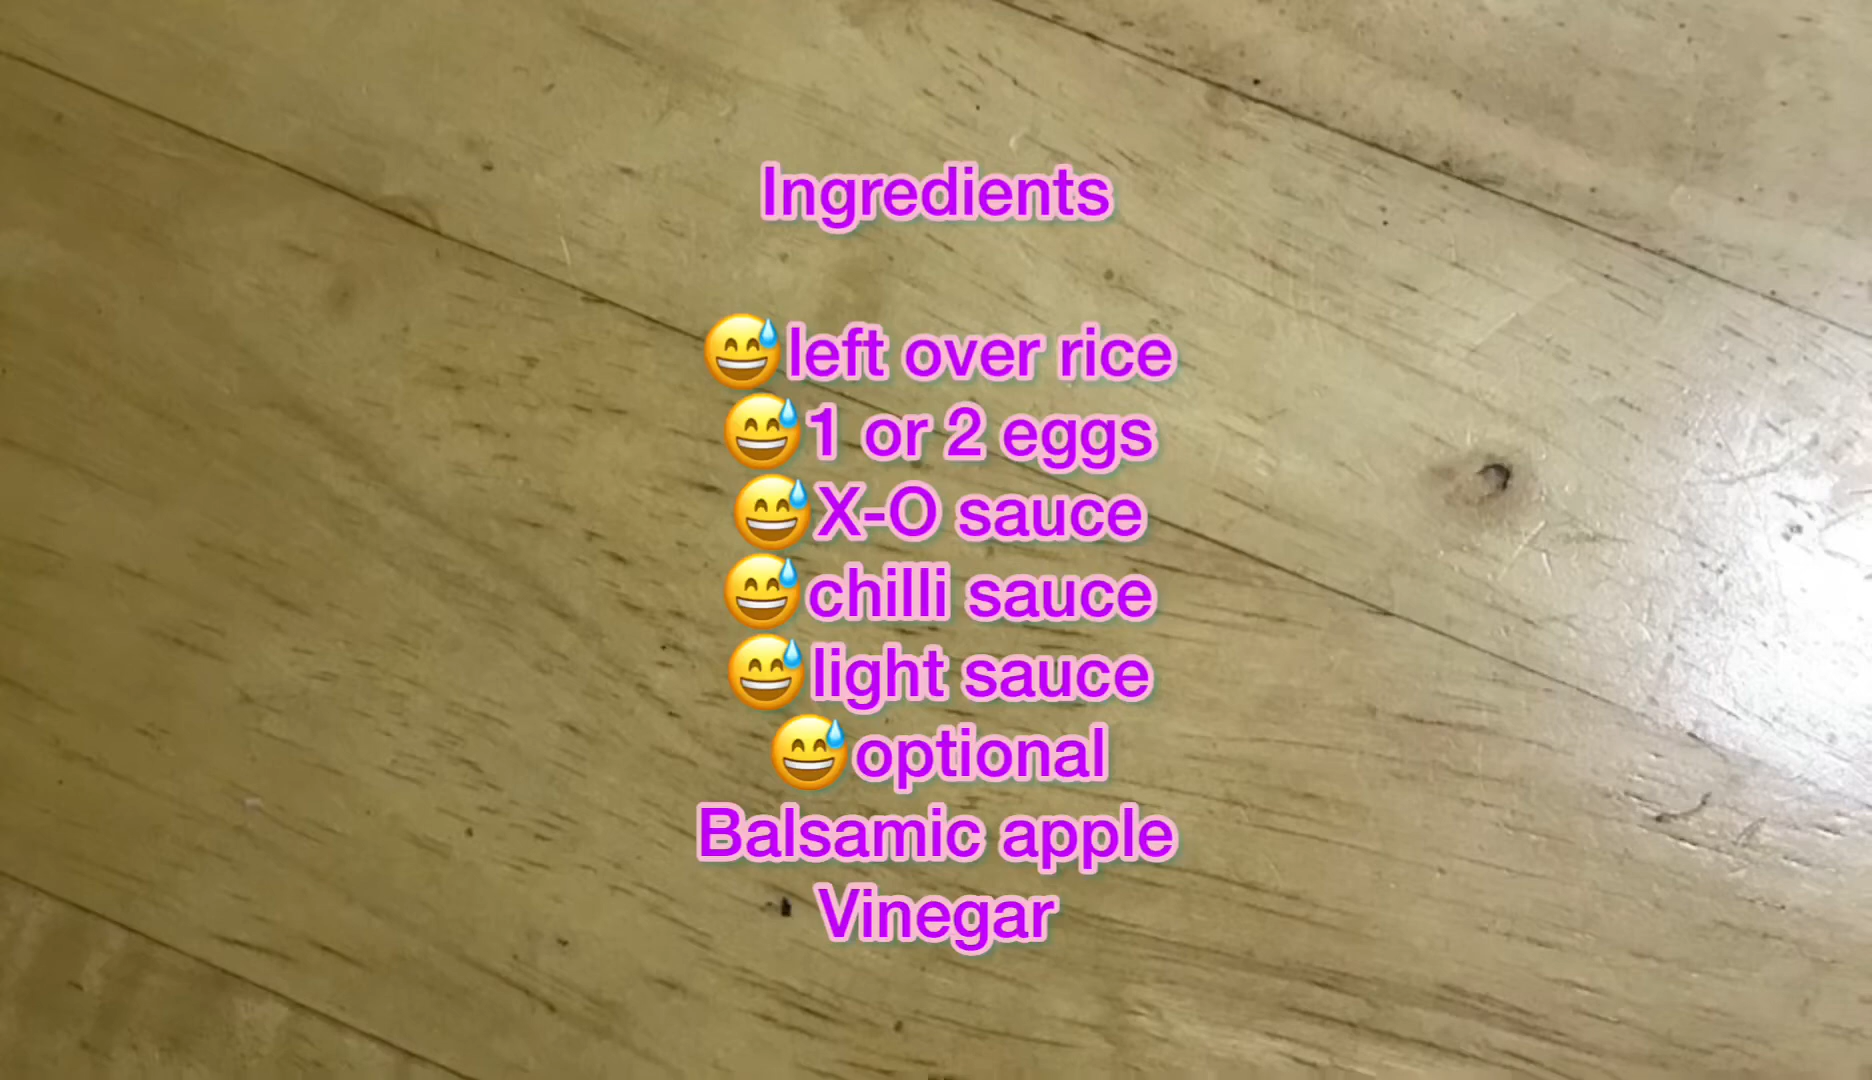 Ingredients
😅left over rice
😅1 or 2 eggs
😅X-O sauce
😅chilli sauce
😅light sauce
😅optional
Balsamic apple
Vinegar